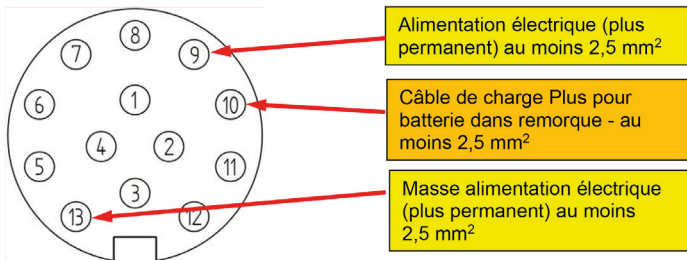 8
7
9
1
6
10
4
2
5
11
3
13
12
Alimentation électrique (plus
permanent) au moins 2,5 mm²
Câble de charge Plus pour
batterie dans remorque - au
moins 2,5 mm²
Masse alimentation électrique
(plus permanent) au moins
2,5 mm²